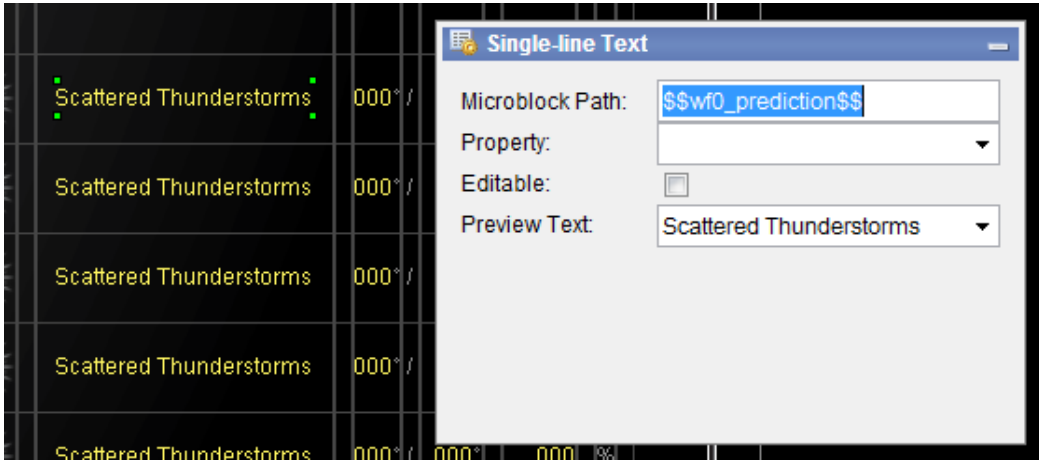 Single-line Text
Microblock Path: $$wf0_prediction$$
Property:
Editable:
Preview Text: Scattered Thunderstorms
Scattered Thunderstorms 000° /
Scattered Thunderstorms 000° /
Scattered Thunderstorms 000° /
Scattered Thunderstorms 000° /
Scattered Thunderstorms 000° / 000° 000 %